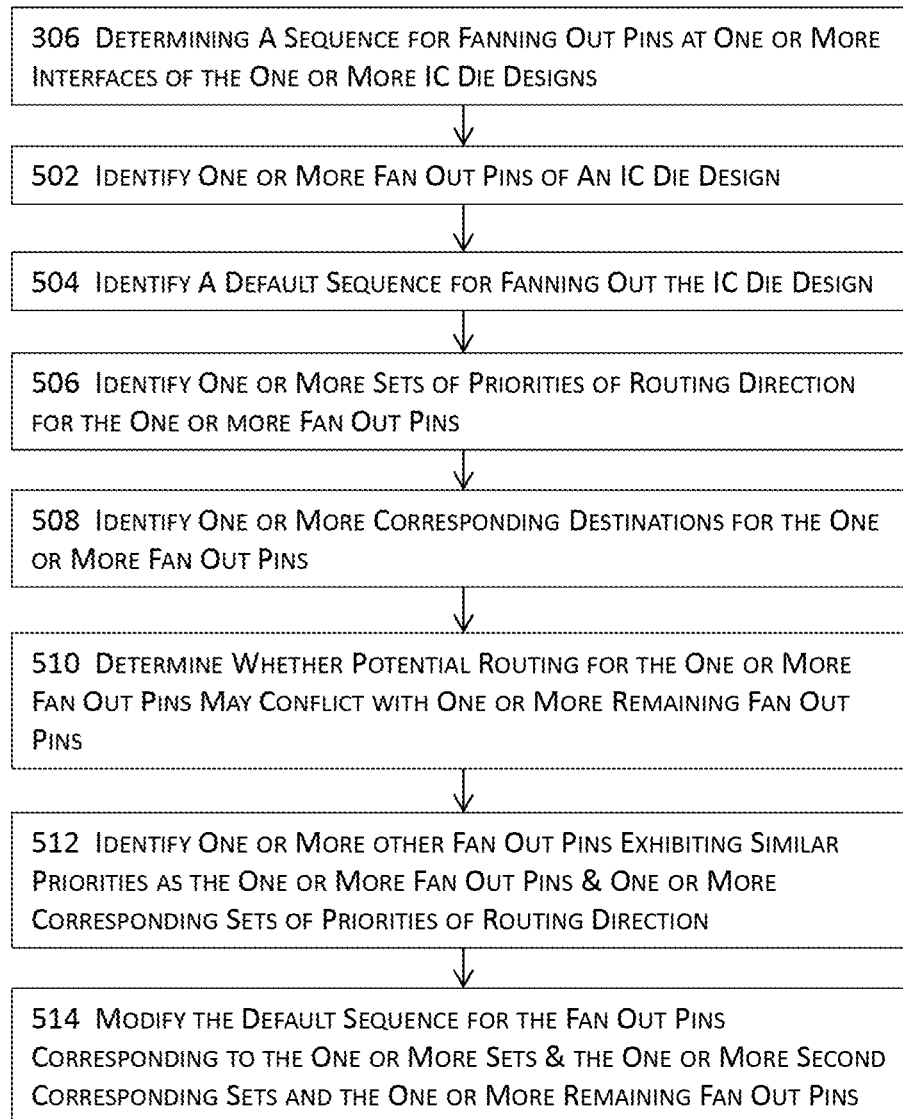 306 Determining A Sequence for Fanning Out Pins at One or More
Interfaces of the One or More IC Die Designs
502 Identify One or More Fan Out Pins of An IC Die Design
504 Identify A Default Sequence for Fanning Out the IC Die Design
506 Identify One or More Sets of Priorities of Routing Direction
for the One or more Fan Out Pins
508 Identify One or More Corresponding Destinations for the One
or More Fan Out Pins
510 Determine Whether Potential Routing for the One or More
Fan Out Pins May Conflict with One or More Remaining Fan Out
Pins
512 Identify One or More other Fan Out Pins Exhibiting Similar
Priorities as the One or More Fan Out Pins & One or More
Corresponding Sets of Priorities of Routing Direction
514 Modify the Default Sequence for the Fan Out Pins
Corresponding to the One or More Sets & the One or More Second
Corresponding Sets and the One or More Remaining Fan Out Pins